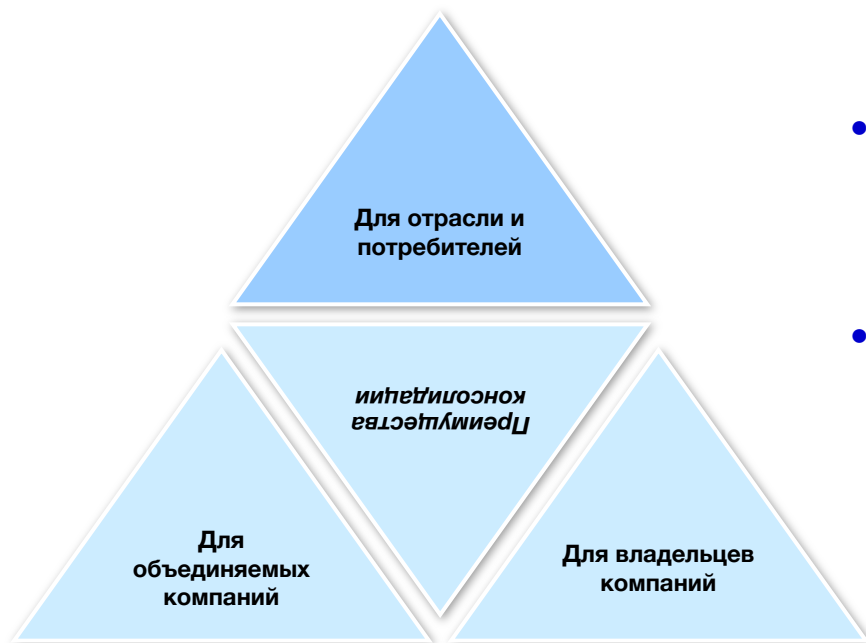 Для отрасли и
потребителей
Преимущества
консолидации
Для
объединяемых
компаний
Для владельцев
компаний